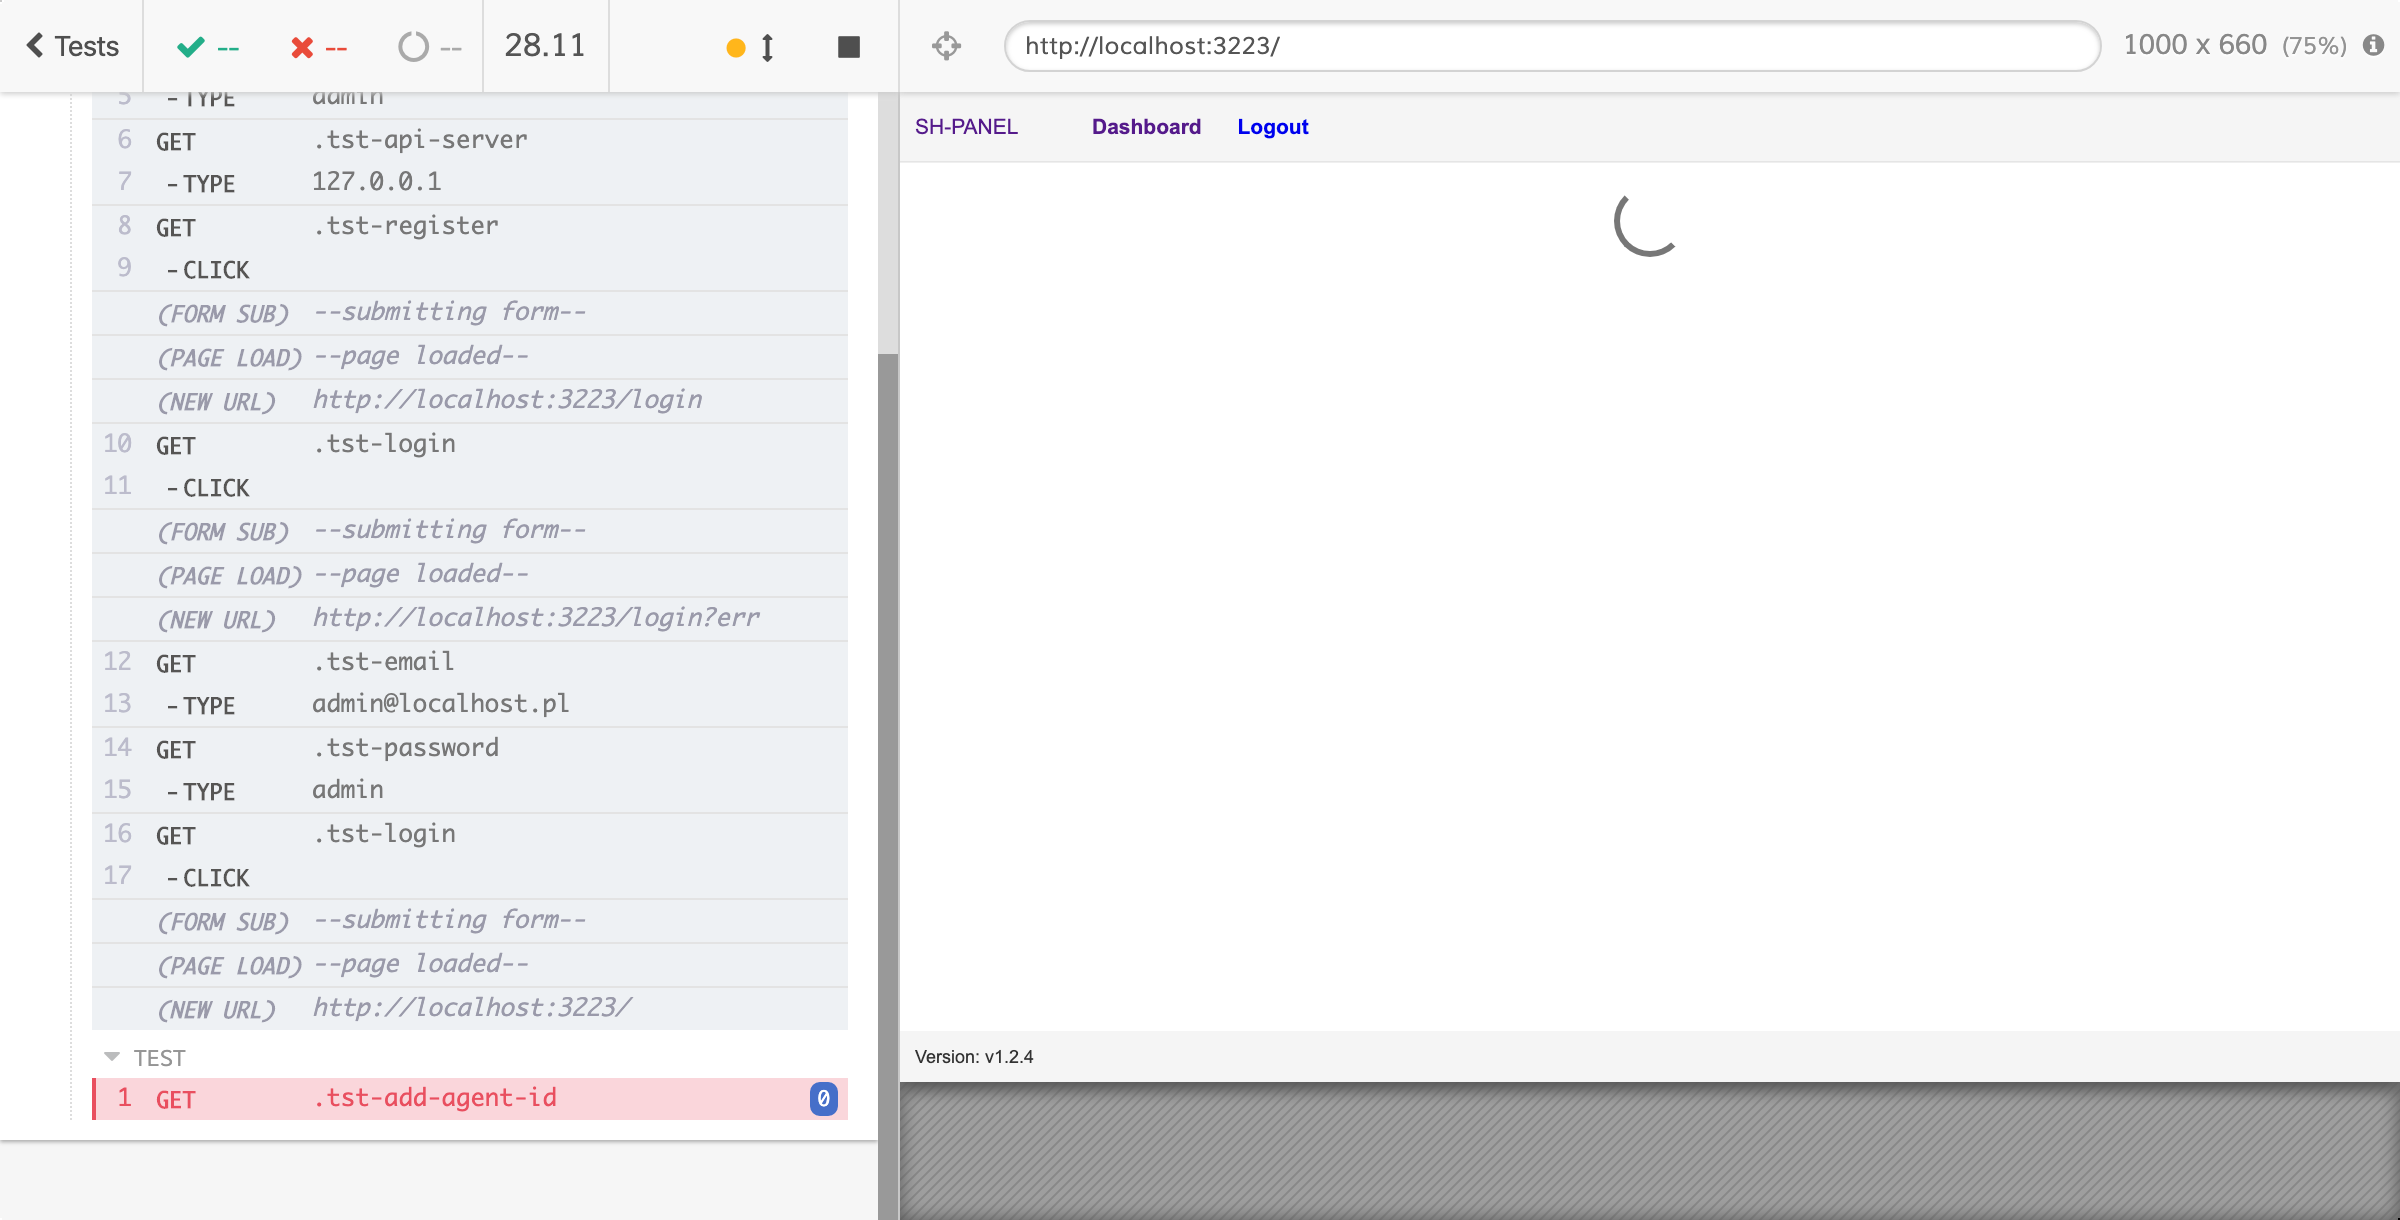 Tests -- -- -- 28.11 http://localhost:3223/ 1000 x 660 (75%)
5 -TYPE admin
6 GET .tst-api-server
7 -TYPE 127.0.0.1
8 GET .tst-register
9 -CLICK
(FORM SUB) --submitting form--
(PAGE LOAD) --page loaded--
(NEW URL) http://localhost:3223/login
10 GET .tst-login
11 -CLICK
(FORM SUB) --submitting form--
(PAGE LOAD) --page loaded--
(NEW URL) http://localhost:3223/login?err
12 GET .tst-email
13 -TYPE admin@localhost.pl
14 GET .tst-password
15 -TYPE admin
16 GET .tst-login
17 -CLICK
(FORM SUB) --submitting form--
(PAGE LOAD) --page loaded--
(NEW URL) http://localhost:3223/
TEST
1 GET .tst-add-agent-id 0
SH-PANEL Dashboard Logout
Version: v1.2.4